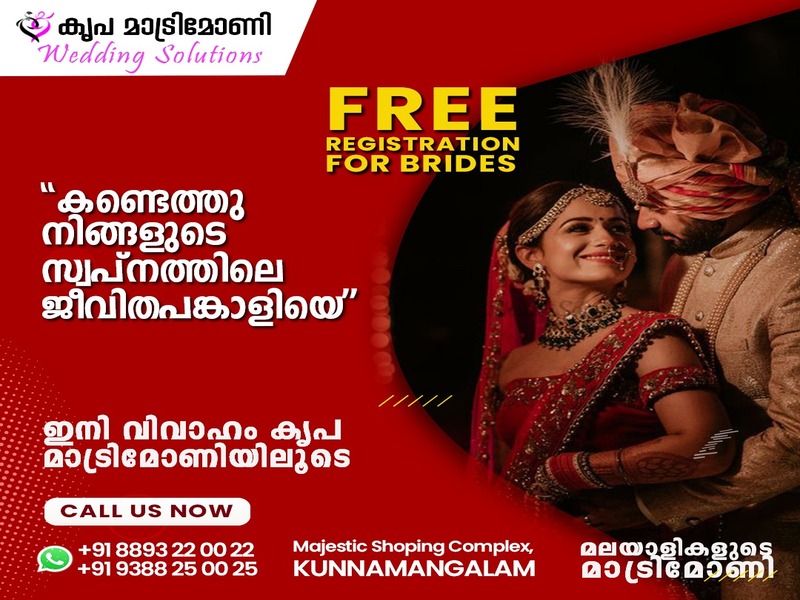 കൃപ മാട്രിമോണി
Wedding Solutions
FREE
REGISTRATION
FOR BRIDES
“കണ്ടെത്തു
നിങ്ങളുടെ
സ്വപ്നത്തിലെ
ജീവിതപങ്കാളിയെ”
ഇനി വിവാഹം കൃപ
മാട്രിമോണിയിലൂടെ
CALL US NOW
+91 8893 22 00 22
+91 9388 25 00 25
Majestic Shoping Complex,
KUNNAMANGALAM
മലയാളികളുടെ
മാട്രിമോണി